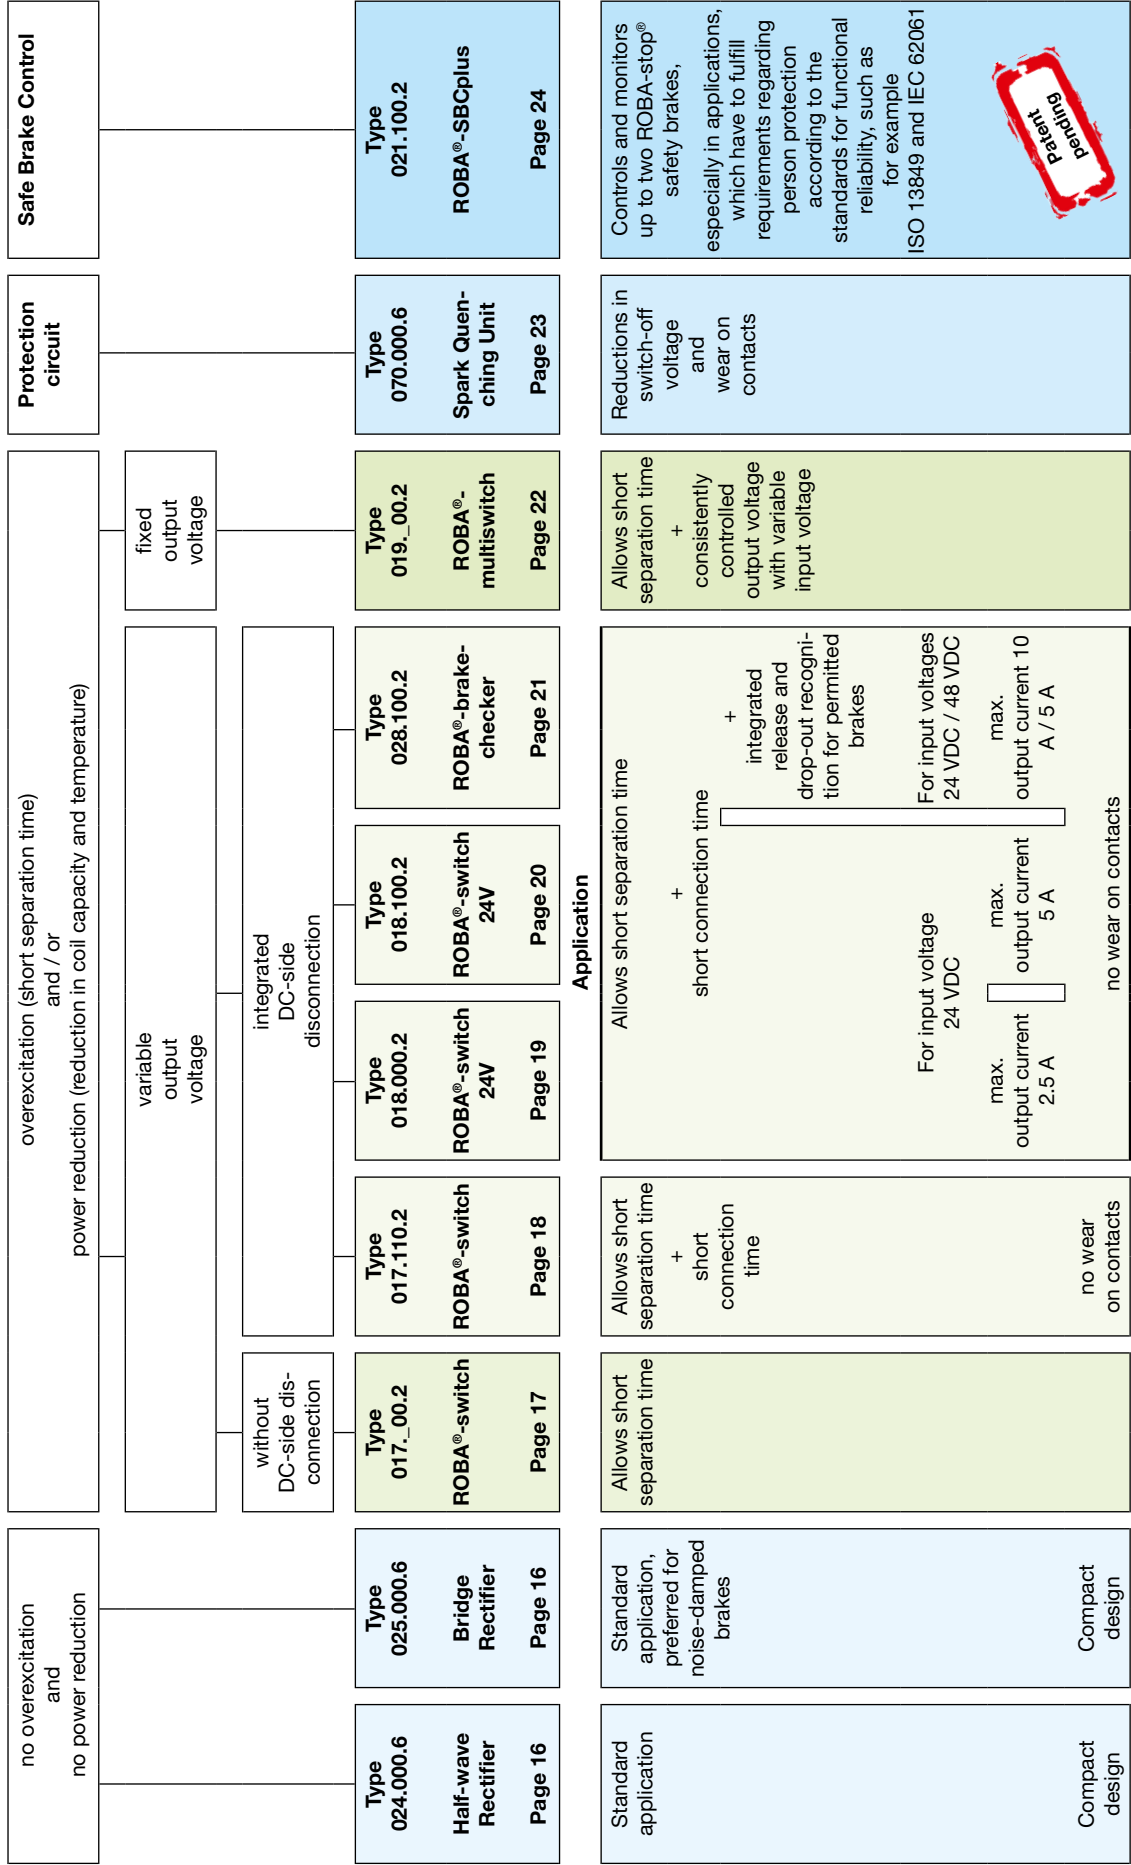 no overexcitation
and
no power reduction
overexcitation (short separation time)
and / or
power reduction (reduction in coil capacity and temperature)
Protection
circuit
Safe Brake Control
variable
output
voltage
fixed
output
voltage
without
DC-side dis-
connection
integrated
DC-side
disconnection
Type
024.000.6
Half-wave
Rectifier
Page 16
Type
025.000.6
Bridge
Rectifier
Page 16
Type
017._00.2
ROBA®-switch
Page 17
Type
017.110.2
ROBA®-switch
Page 18
Type
018.000.2
ROBA®-switch
24V
Page 19
Type
018.100.2
ROBA®-switch
24V
Page 20
Type
028.100.2
ROBA®-brake-
checker
Page 21
Type
019._00.2
ROBA®-
multiswitch
Page 22
Type
070.000.6
Spark Quen-
ching Unit
Page 23
Type
021.100.2
ROBA®-SBCplus
Page 24
Application
Standard
application
Compact
design
Standard
application,
preferred for
noise-damped
brakes
Compact
design
Allows short
separation time
Allows short
separation time
+
short
connection
time
no wear
on contacts
Allows short separation time
+
short connection time
For input voltage
24 VDC
max.
output current
2.5 A
max.
output current
5 A
+
integrated
release and
drop-out recogni-
tion for permitted
brakes
For input voltages
24 VDC / 48 VDC
max.
output current 10
A / 5 A
no wear on contacts
Allows short
separation time
+
consistently
controlled
output voltage
with variable
input voltage
Reductions in
switch-off
voltage
and
wear on
contacts
Controls and monitors
up to two ROBA-stop®
safety brakes,
especially in applications,
which have to fulfill
requirements regarding
person protection
according to the
standards for functional
reliability, such as
for example
ISO 13849 and IEC 62061
Patent
pending